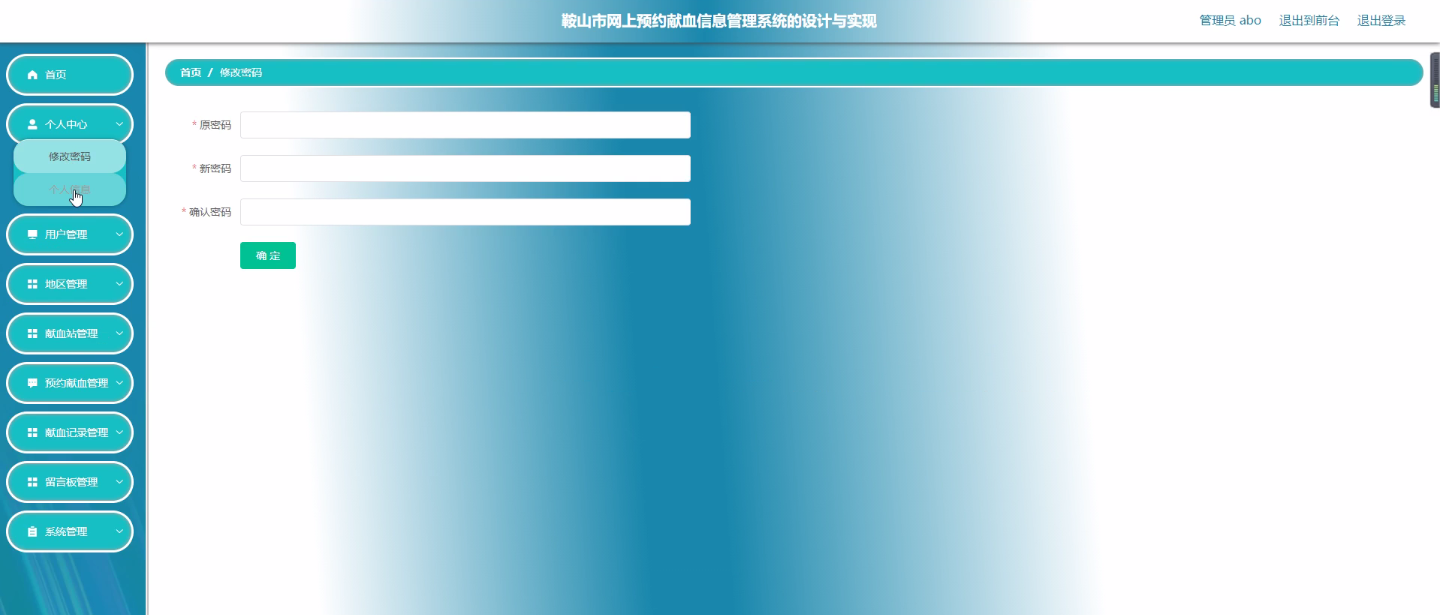 鞍山市网上预约献血信息管理系统的设计与实现
管理员 abo 退出到前台 退出登录
首页
个人中心
修改密码
个人信息
用户管理
地区管理
献血站管理
预约献血管理
献血记录管理
留言板管理
系统管理
首页 / 修改密码
* 原密码
* 新密码
* 确认密码
确 定